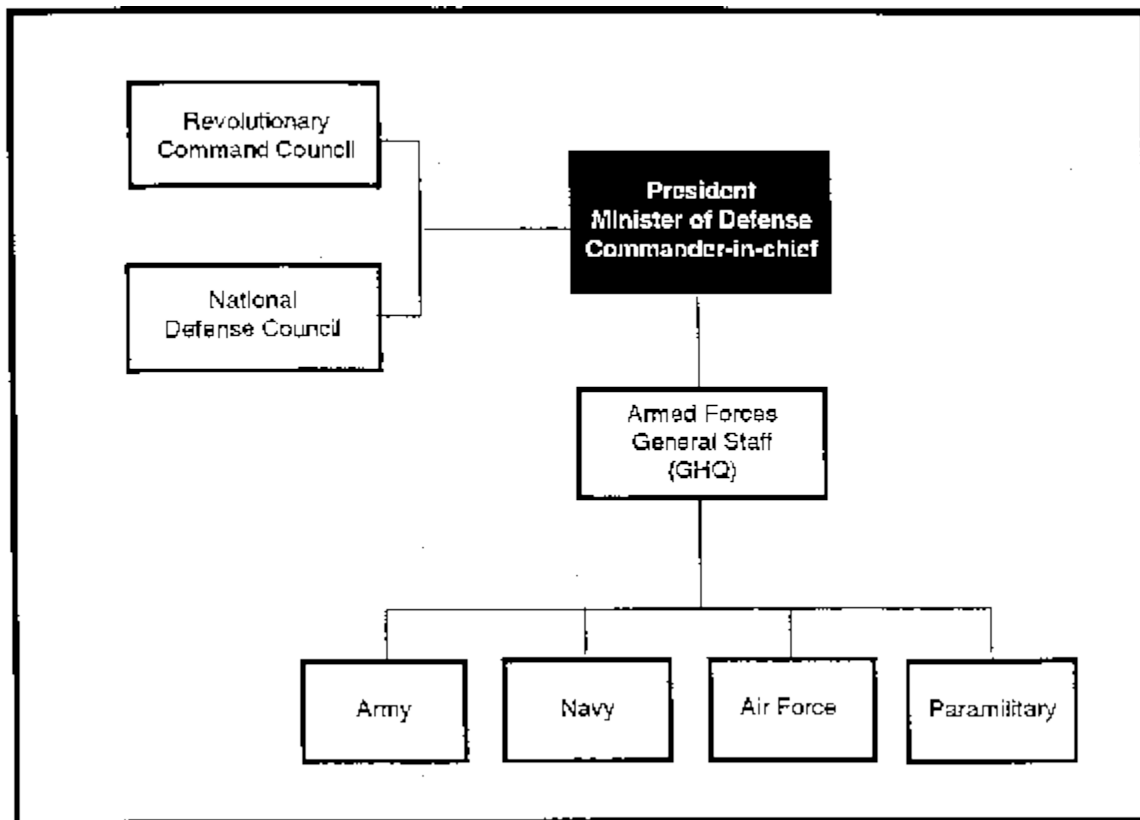 Revolutionary
Command Council
President
Minister of Defense
Commander-in-chief
National
Defense Council
Armed Forces
General Staff
(GHQ)
Army
Navy
Air Force
Paramilitary